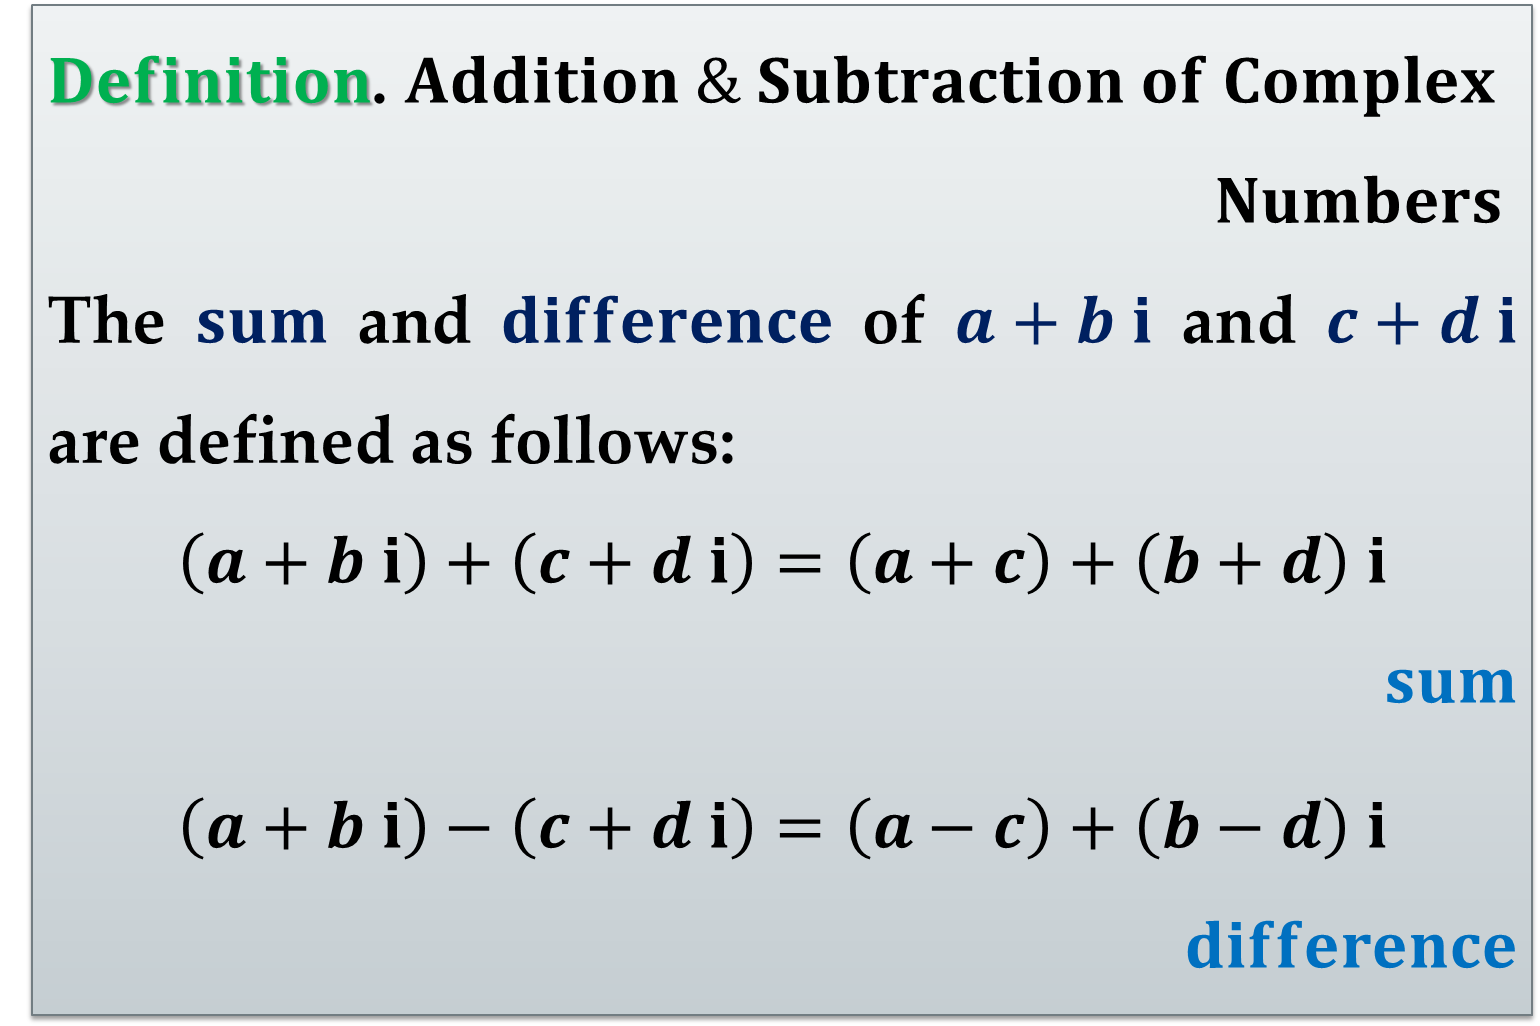 Definition. Addition & Subtraction of Complex
Numbers
The sum and difference of a + b i and c + d i
are defined as follows:
(a + b i) + (c + d i) = (a + c) + (b + d) i
sum
(a + b i) − (c + d i) = (a − c) + (b − d) i
difference